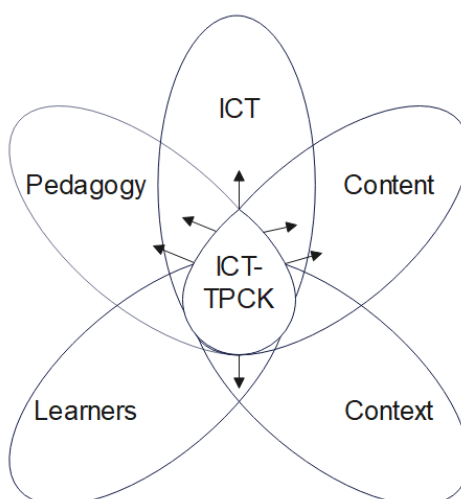 ICT
Pedagogy
Content
ICT-
TPCK
Learners
Context